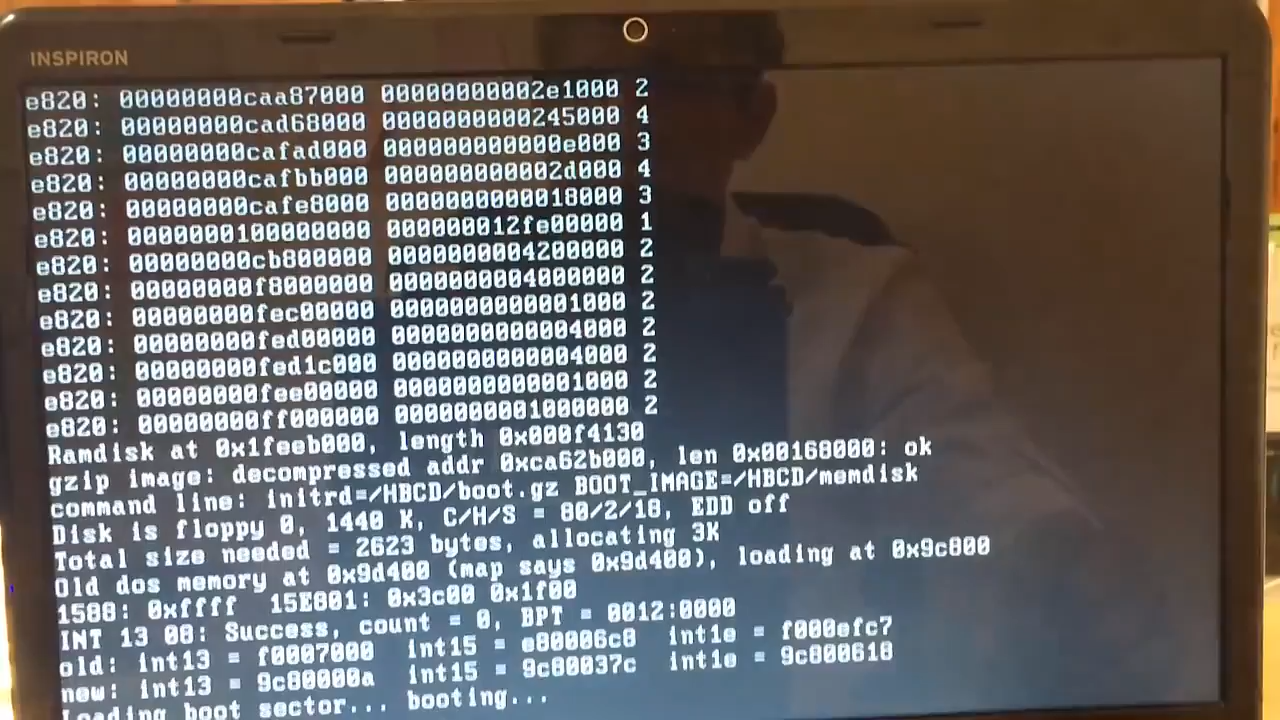 INSPIRON
e820: 00000000caa87000 00000000002e1000 2
e820: 00000000cad68000 0000000000245000 4
e820: 00000000cafad000 000000000000e000 3
e820: 00000000cafbb000 000000000002d000 4
e820: 00000000cafe8000 0000000000018000 3
e820: 0000000100000000 000000012fe00000 1
e820: 00000000cb800000 0000000004200000 2
e820: 00000000f8000000 0000000004000000 2
e820: 00000000fec00000 0000000000001000 2
e820: 00000000fed00000 0000000000004000 2
e820: 00000000fed1c000 0000000000004000 2
e820: 00000000fee00000 0000000000001000 2
e820: 00000000ff000000 0000000001000000 2
Ramdisk at 0x1feeb000, length 0x000f4130
gzip image: decompressed addr 0xca62b000, len 0x00168000: ok
command line: initrd=/HBCD/boot.gz BOOT_IMAGE=/HBCD/memdisk
Disk is floppy 0, 1440 K, C/H/S = 80/2/18, EDD off
Total size needed = 2623 bytes, allocating 3K
Old dos memory at 0x9d400 (map says 0x9d400), loading at 0x9c800
1588: 0xffff 15E801: 0x3c00 0x1f00
INT 13 08: Success, count = 0, BPT = 0012:0000
old: int13 = f0007000 int15 = e80006c8 int1e = f000efc7
new: int13 = 9c80000a int15 = 9c80037c int1e = 9c800618
Loading boot sector... booting...